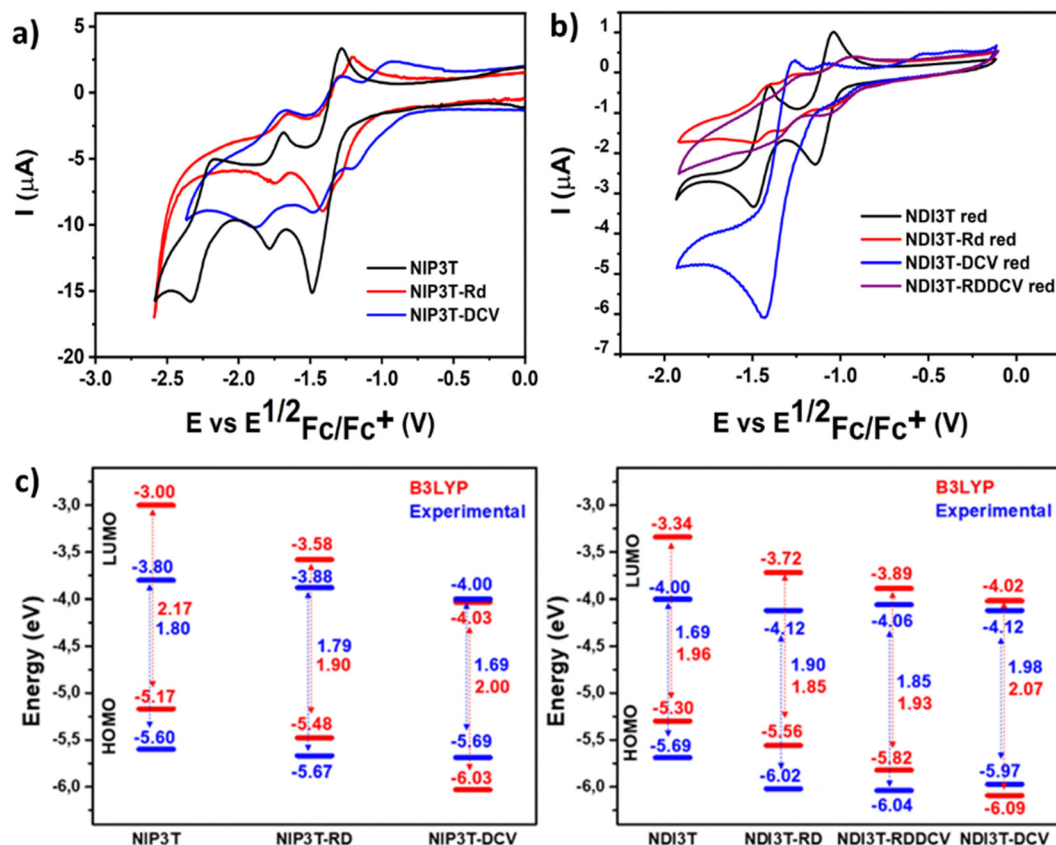 a)
I (µA)
5
0
-5
-10
-15
-20
-3.0
-2.5
-2.0
-1.5
-1.0
-0.5
0.0
NIP3T
NIP3T-Rd
NIP3T-DCV
E vs E1/2Fc/Fc+ (V)
b)
I (µA)
1
0
-1
-2
-3
-4
-5
-6
-7
-2.0
-1.5
-1.0
-0.5
0.0
NDI3T red
NDI3T-Rd red
NDI3T-DCV red
NDI3T-RDDCV red
E vs E1/2Fc/Fc+ (V)
c)
Energy (eV)
-3,0
-3,5
-4,0
-4,5
-5,0
-5,5
-6,0
LUMO
HOMO
B3LYP
Experimental
-3.00
-3.80
2.17
1.80
-5.17
-5.60
-3.58
-3.88
1.79
1.90
-5.48
-5.67
-4.00
-4.03
1.69
2.00
-5.69
-6.03
NIP3T
NIP3T-RD
NIP3T-DCV
Energy (eV)
-3,0
-3,5
-4,0
-4,5
-5,0
-5,5
-6,0
LUMO
HOMO
B3LYP
Experimental
-3.34
-4.00
1.69
1.96
-5.30
-5.69
-3.72
-4.12
1.90
1.85
-5.56
-6.02
-3.89
-4.06
1.85
1.93
-5.82
-6.04
-4.02
-4.12
1.98
2.07
-5.97
-6.09
NDI3T
NDI3T-RD
NDI3T-RDDCV
NDI3T-DCV